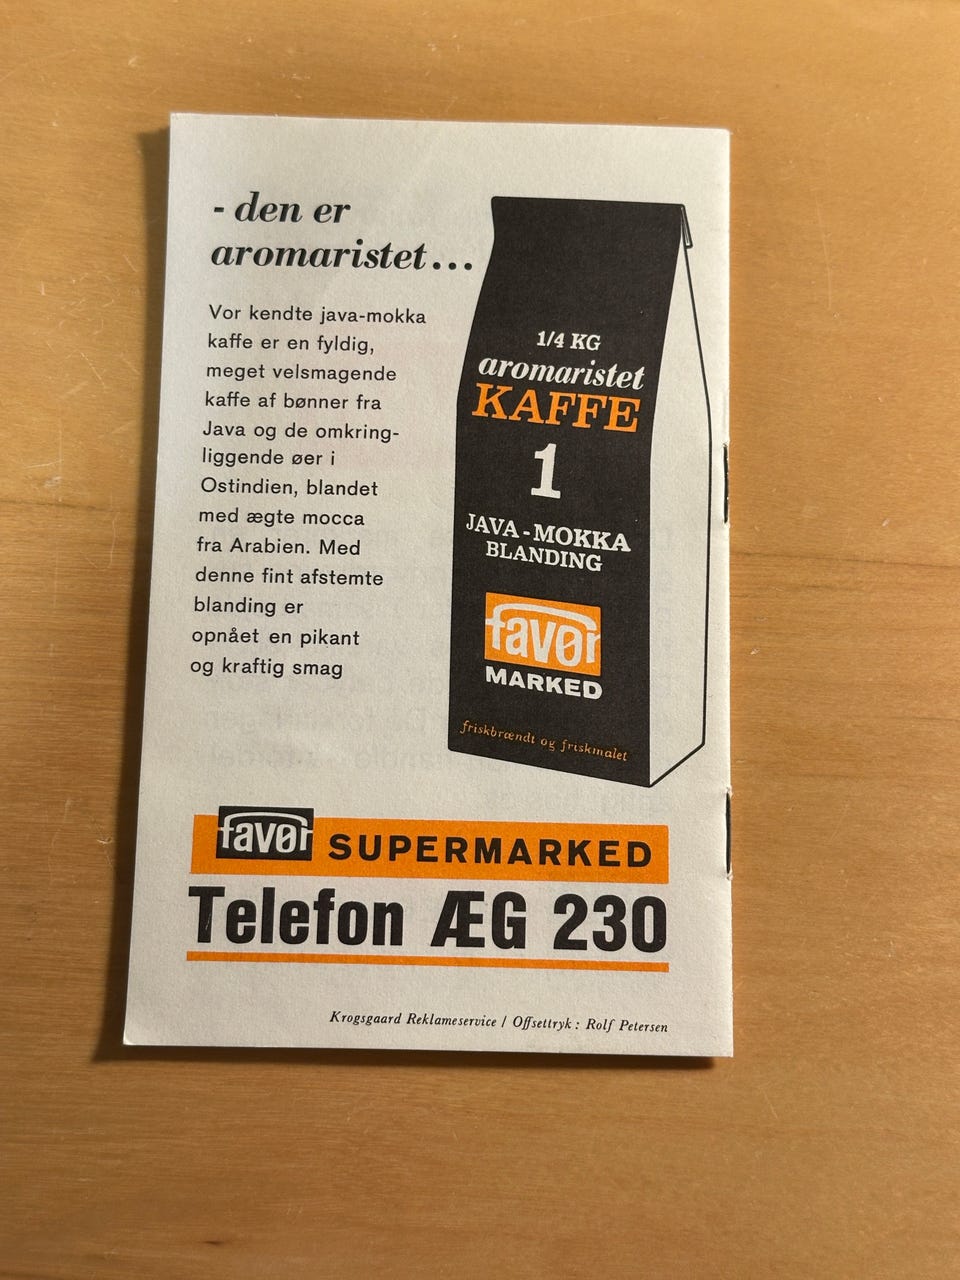 - den er
aromaristet...
Vor kendte java-mokka
kaffe er en fyldig,
meget velsmagende
kaffe af bønner fra
Java og de omkring-
liggende øer i
Ostindien, blandet
med ægte mocca
fra Arabien. Med
denne fint afstemte
blanding er
opnået en pikant
og kraftig smag
1/4 KG
aromaristet
KAFFE
1
JAVA-MOKKA
BLANDING
favør
MARKED
friskbrændt og friskmalet
favør SUPERMARKED
Telefon ÆG 230
Krogsgaard Reklameservice / Offsettryk: Rolf Petersen